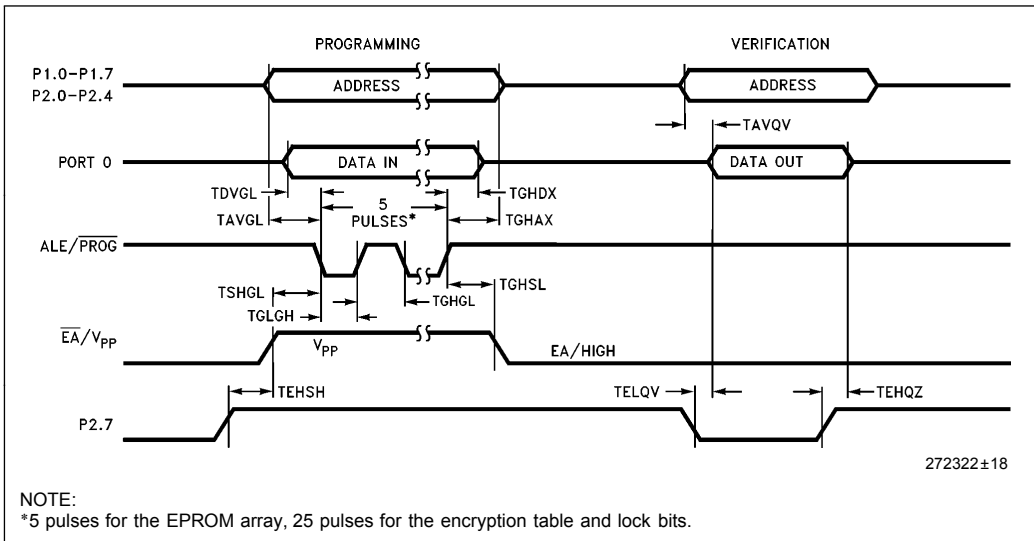 PROGRAMMING VERIFICATION
P1.0–P1.7
P2.0–P2.4
ADDRESS ADDRESS
TAVQV
PORT 0 DATA IN DATA OUT
TDVGL TGHDX
5
PULSES*
TAVGL TGHAX
ALE/PROG
TSHGL TGHGL TGHSL
TGLGH
EA/VPP
VPP
EA/HIGH
TEHSH TELQV TEHQZ
P2.7
272322±18
NOTE:
*5 pulses for the EPROM array, 25 pulses for the encryption table and lock bits.